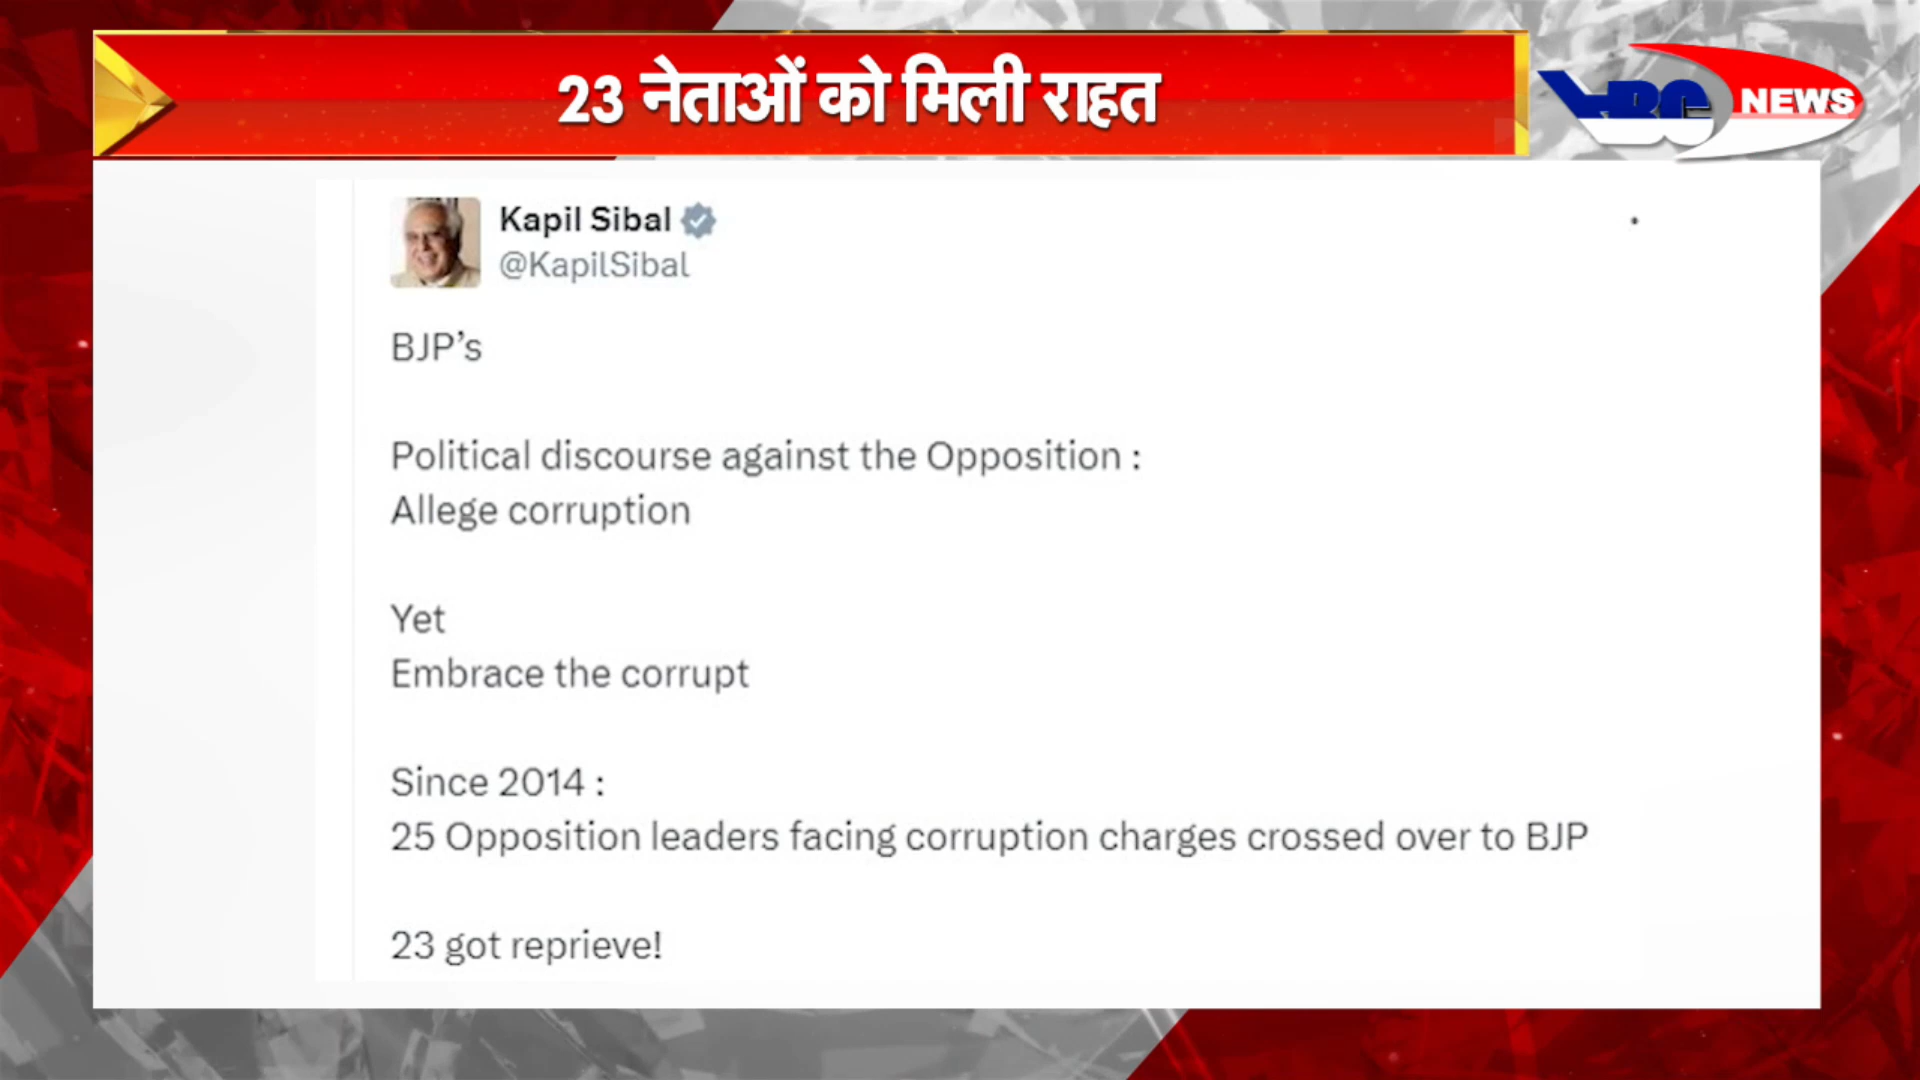 23 नेताओं को मिली राहत
VBC NEWS
Kapil Sibal
@KapilSibal
BJP’s
Political discourse against the Opposition :
Allege corruption
Yet
Embrace the corrupt
Since 2014 :
25 Opposition leaders facing corruption charges crossed over to BJP
23 got reprieve!